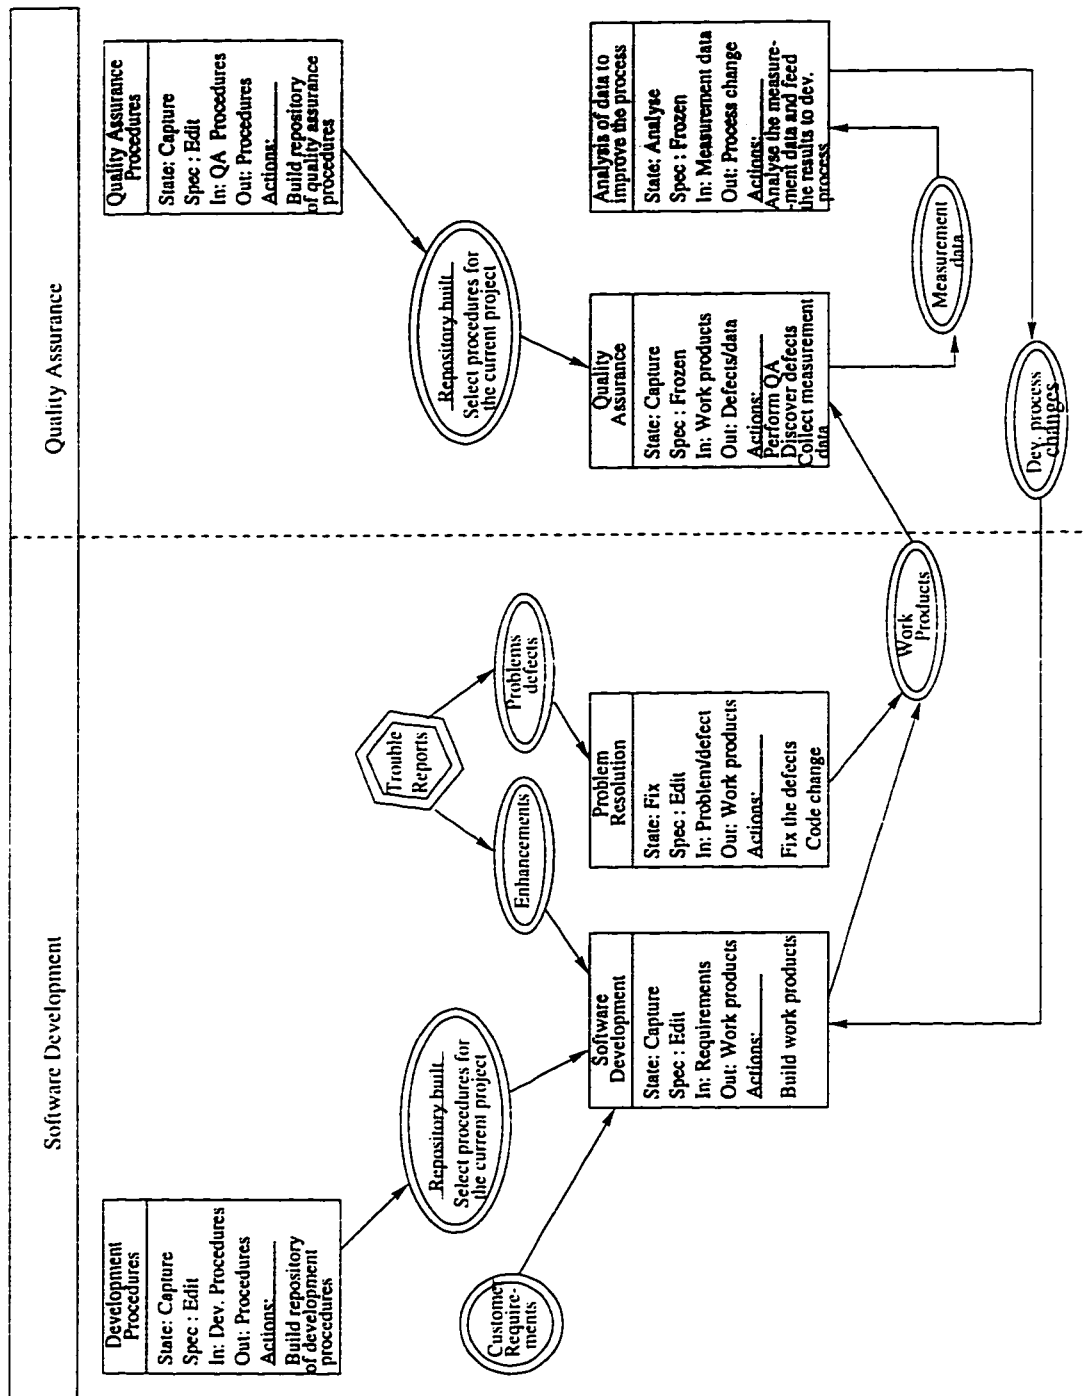 Software Development
Quality Assurance
Development
Procedures
State: Capture
Spec : Edit
In: Dev. Procedures
Out: Procedures
Actions:
Build repository
of development
procedures
Quality Assurance
Procedures
State: Capture
Spec : Edit
In: QA Procedures
Out: Procedures
Actions:
Build repository
of quality assurance
procedures
Trouble
Reports
Repository built
Select procedures for
the current project
Repository built
Select procedures for
the current project
Custome
Require-
ments
Enhancements
Problems
defects
Software
Development
State: Capture
Spec : Edit
In: Requirements
Out: Work products
Actions:
Build work products
Problem
Resolution
State: Fix
Spec : Edit
In: Problem/defect
Out: Work products
Actions:
Fix the defects
Code change
Quality
Assurance
State: Capture
Spec : Frozen
In: Work products
Out: Defects/data
Actions:
Perform QA
Discover defects
Collect measurement
data
Analysis of data to
improve the process
State: Analyse
Spec : Frozen
In: Measurement data
Out: Process change
Actions:
Analyse the measure-
-ment data and feed
the results to dev.
process
Work
Products
Measurement
data
Dev. process
changes